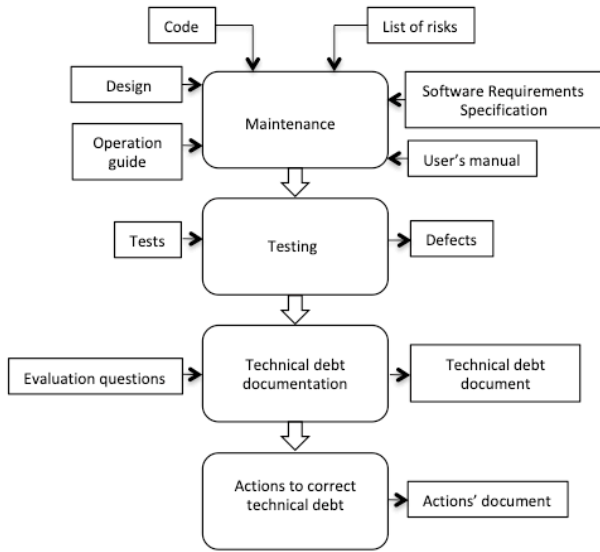 Code
List of risks
Design
Software Requirements
Specification
Maintenance
Operation
guide
User's manual
Tests
Testing
Defects
Evaluation questions
Technical debt
documentation
Technical debt
document
Actions to correct
technical debt
Actions' document